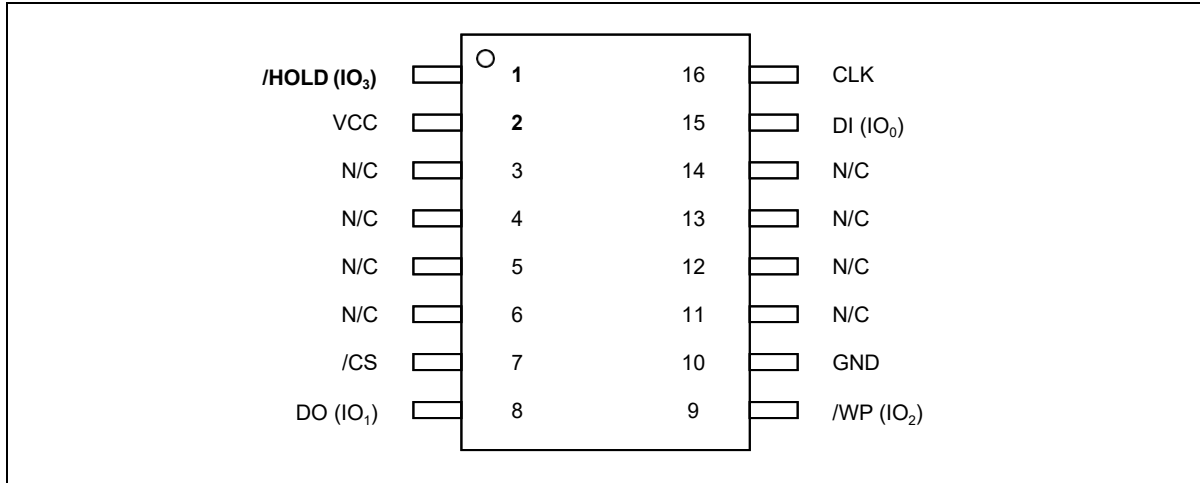 /HOLD (IO₃) 1 16 CLK
VCC 2 15 DI (IO₀)
N/C 3 14 N/C
N/C 4 13 N/C
N/C 5 12 N/C
N/C 6 11 N/C
/CS 7 10 GND
DO (IO₁) 8 9 /WP (IO₂)